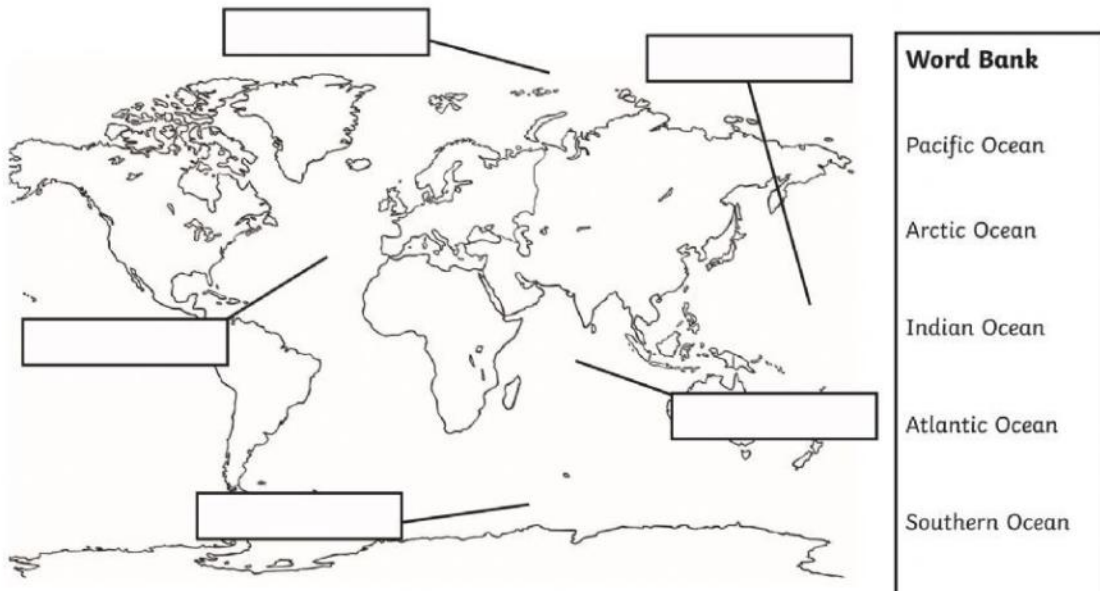 Word Bank
Pacific Ocean
Arctic Ocean
Indian Ocean
Atlantic Ocean
Southern Ocean